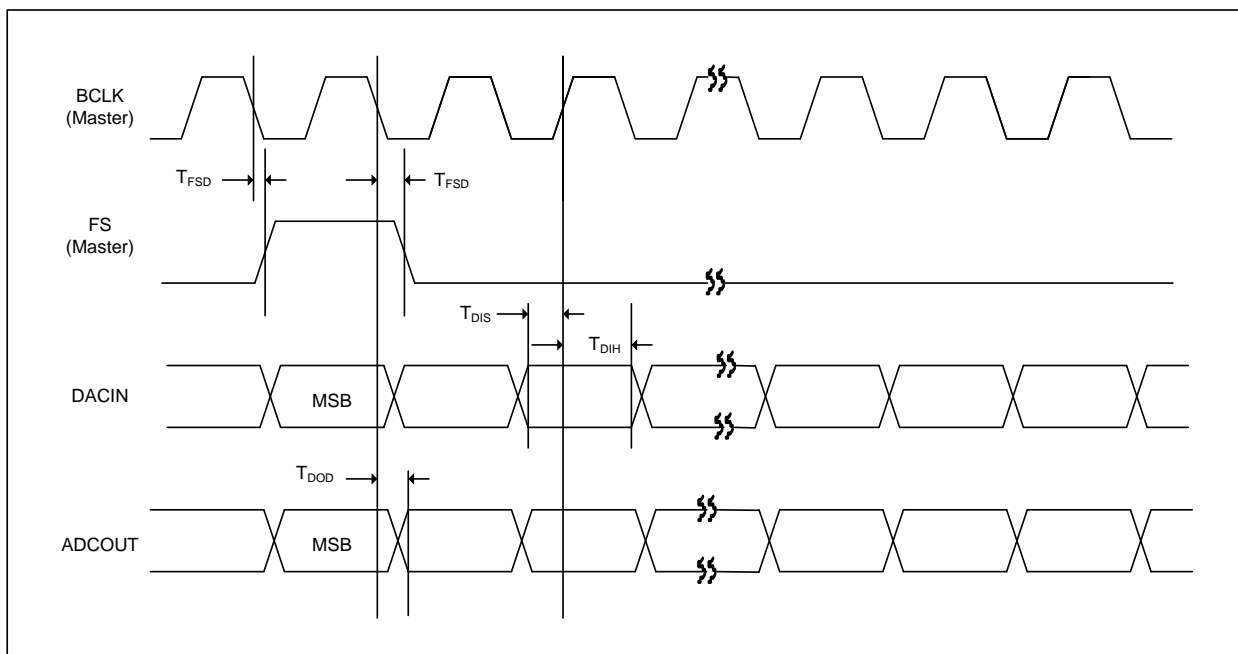 BCLK
(Master)
TFSD
TFSD
FS
(Master)
TDIS
TDIH
DACIN
MSB
TDOD
ADCOUT
MSB